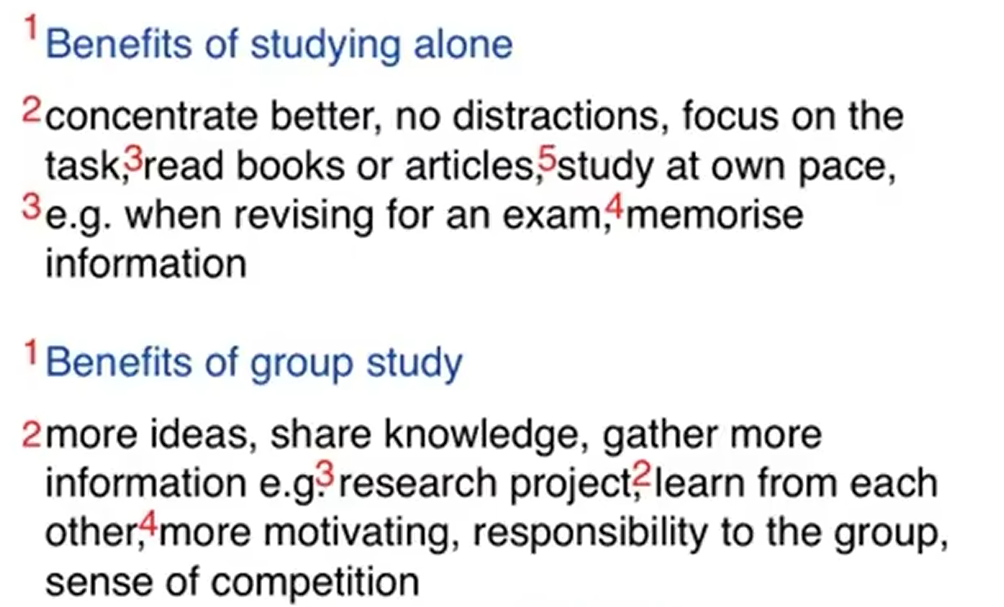 1 Benefits of studying alone
2 concentrate better, no distractions, focus on the
task,3 read books or articles,5 study at own pace,
3 e.g. when revising for an exam,4 memorise
information
1 Benefits of group study
2 more ideas, share knowledge, gather more
information e.g.3 research project,2 learn from each
other,4 more motivating, responsibility to the group,
sense of competition